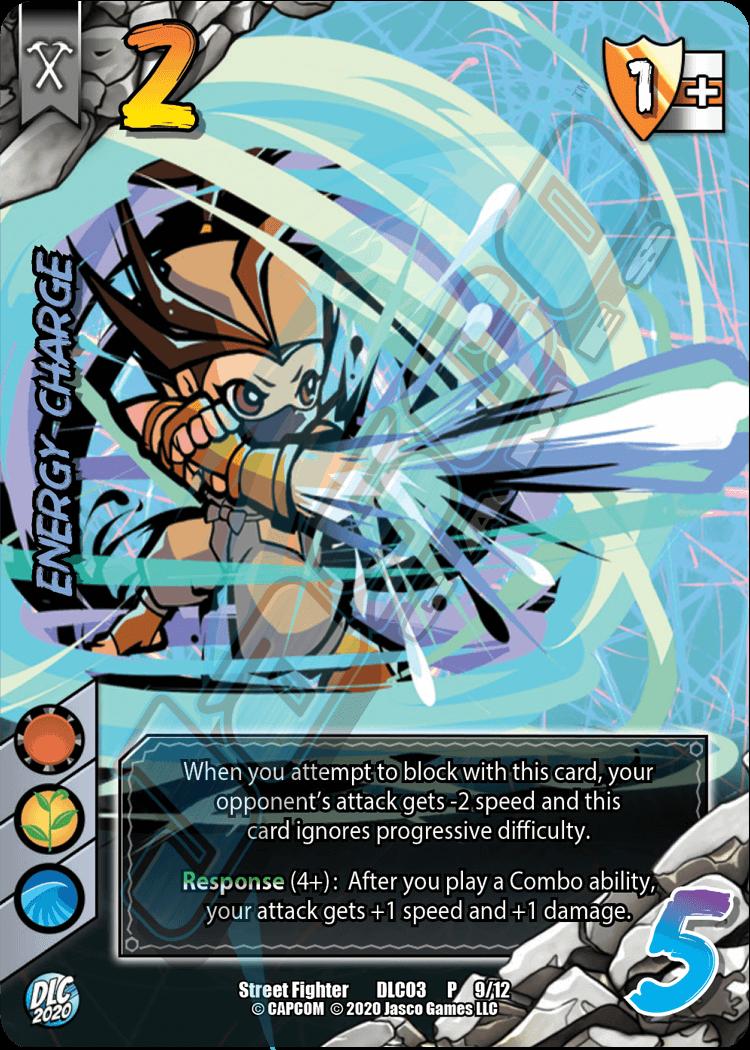 2
1 +
ENERGY CHARGE
When you attempt to block with this card, your
opponent's attack gets -2 speed and this
card ignores progressive difficulty.
Response (4+): After you play a Combo ability,
your attack gets +1 speed and +1 damage.
5
DLC
2020
Street Fighter DLC03 P 9/12
© CAPCOM © 2020 Jasco Games LLC